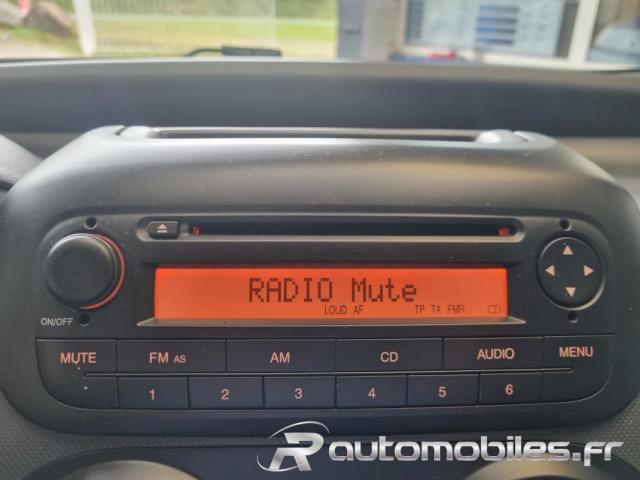 RADIO Mute
LOUD AF TP TA FMR
ON/OFF
MUTE FM AS AM CD AUDIO MENU
1 2 3 4 5 6
R automobiles.fr